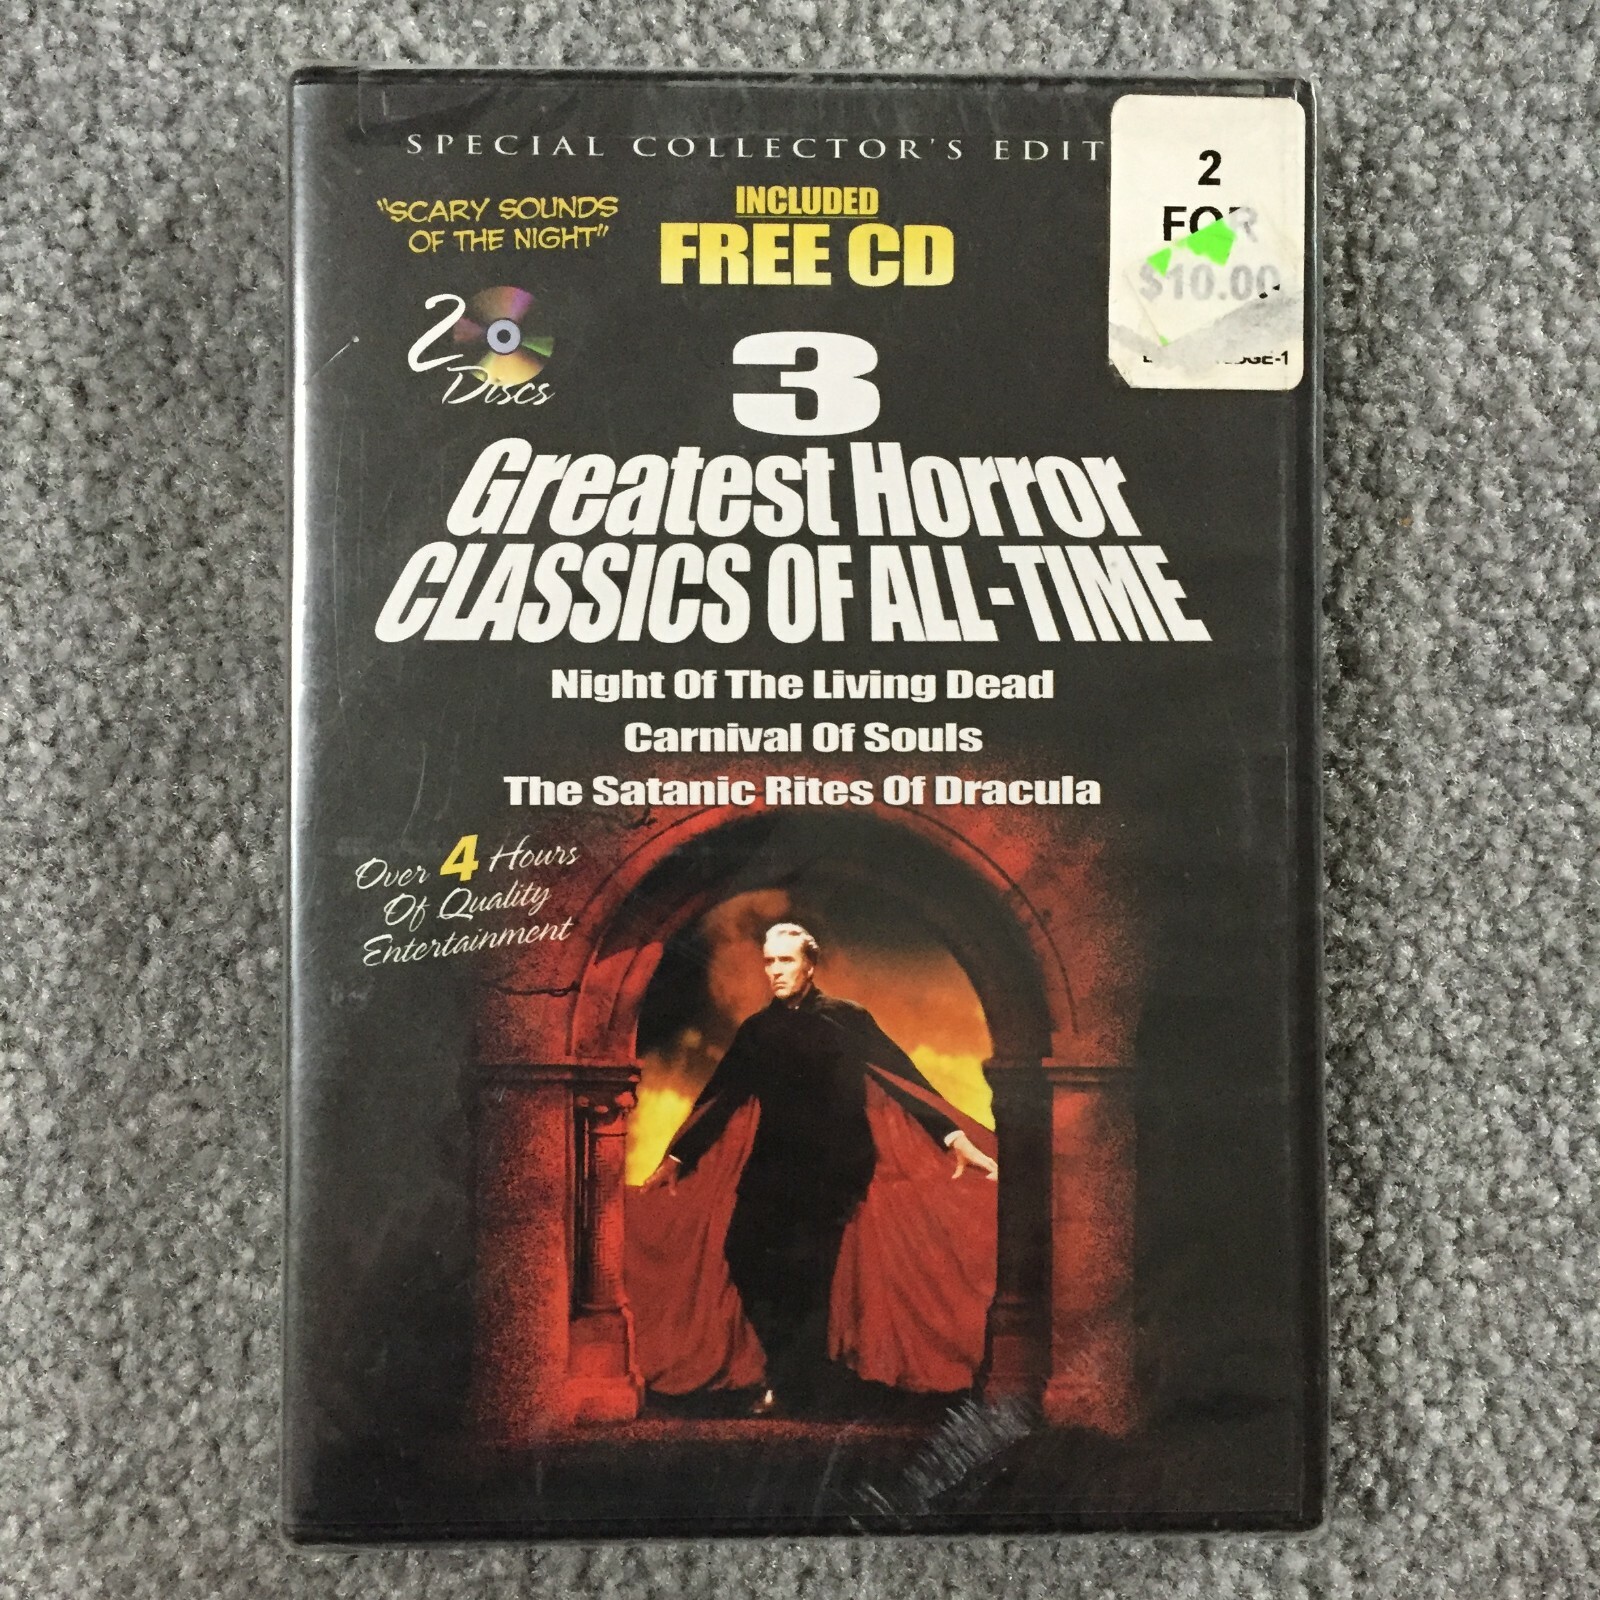 SPECIAL COLLECTOR'S EDIT
"SCARY SOUNDS
OF THE NIGHT"
INCLUDED
FREE CD
2
FOR
$10.00
GE-1
2
Discs
3
Greatest Horror
CLASSICS OF ALL-TIME
Night Of The Living Dead
Carnival Of Souls
The Satanic Rites Of Dracula
Over 4 Hours
Of Quality
Entertainment